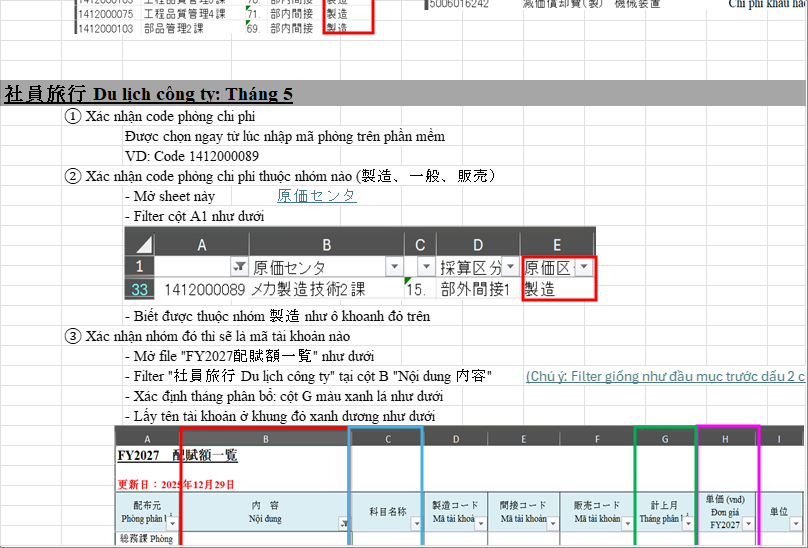 1412000075 工程品質管理4課 71. 部内間接 製造
5006016242 減価償却費(製) 機械装置
1412000103 部品管理2課 69. 部内間接 製造
社員旅行 Du lịch công ty: Tháng 5
① Xác nhận code phòng chi phí
Được chọn ngay từ lúc nhập mã phòng trên phần mềm
VD: Code 1412000089
② Xác nhận code phòng chi phí thuộc nhóm nào (製造、一般、販売)
- Mở sheet này 原価センタ
- Filter cột A1 như dưới
A B C D E
1 原価センタ 採算区分 原価区
33 1412000089 メカ製造技術2課 15. 部外間接1 製造
- Biết được thuộc nhóm 製造 như ô khoanh đỏ trên
③ Xác nhận nhóm đó thì sẽ là mã tài khoản nào
- Mở file "FY2027配賦額一覧" như dưới
- Filter "社員旅行 Du lịch công ty" tại cột B "Nội dung 内容" (Chú ý: Filter giống như đầu mục trước dấu 2 c
- Xác định tháng phân bổ: cột G màu xanh lá như dưới
- Lấy tên tài khoản ở khung đỏ xanh dương như dưới
A B C D E F G H I
FY2027 配賦額一覧
更新日：2025年12月29日
配布元 内容 科目名称 製造コード 間接コード 販売コード 計上月 単価 (vnd) 単位
Phòng phân Nội dung Mã tài khoả Mã tài khoản Mã tài khoản Tháng phân Đơn giá
FY2027
総務課 Phòng